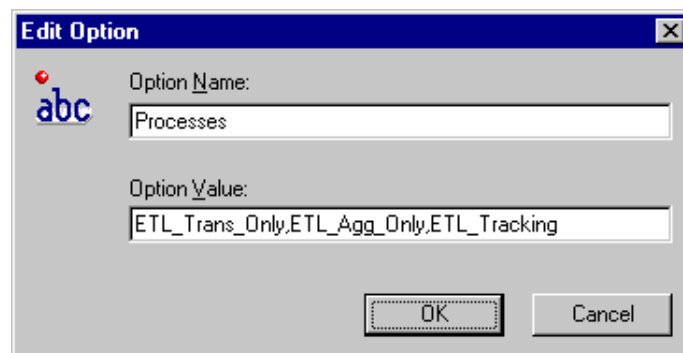 Edit Option
abc
Option Name:
Processes
Option Value:
ETL_Trans_Only,ETL_Agg_Only,ETL_Tracking
OK Cancel